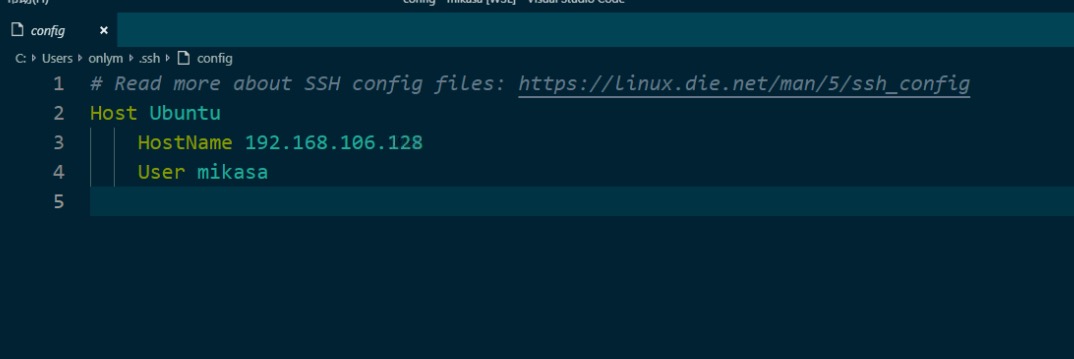 帮助(H)
config - mikasa [WSL] - Visual Studio Code
config ×
C: Users onlym .ssh config
1 # Read more about SSH config files: https://linux.die.net/man/5/ssh_config
2 Host Ubuntu
3 HostName 192.168.106.128
4 User mikasa
5